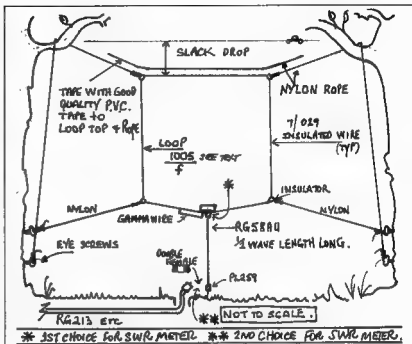 SLACK DROP
TAPE WITH GOOD
QUALITY P.V.C.
TAPE TO
LOOP TOP & ROPE
NYLON ROPE
LOOP
1005 SEE TEXT
f
7/029
INSULATED WIRE
(TYP)
INSULATOR
NYLON
GAMMAWIRE
*
NYLON
RG58AU
½ WAVE LENGTH LONG.
EYE SCREWS
DOUBLE
FEMALE
PL259
**
NOT TO SCALE.
RG213 ETC
* 1ST CHOICE FOR SWR METER ** 2ND CHOICE FOR SWR METER.